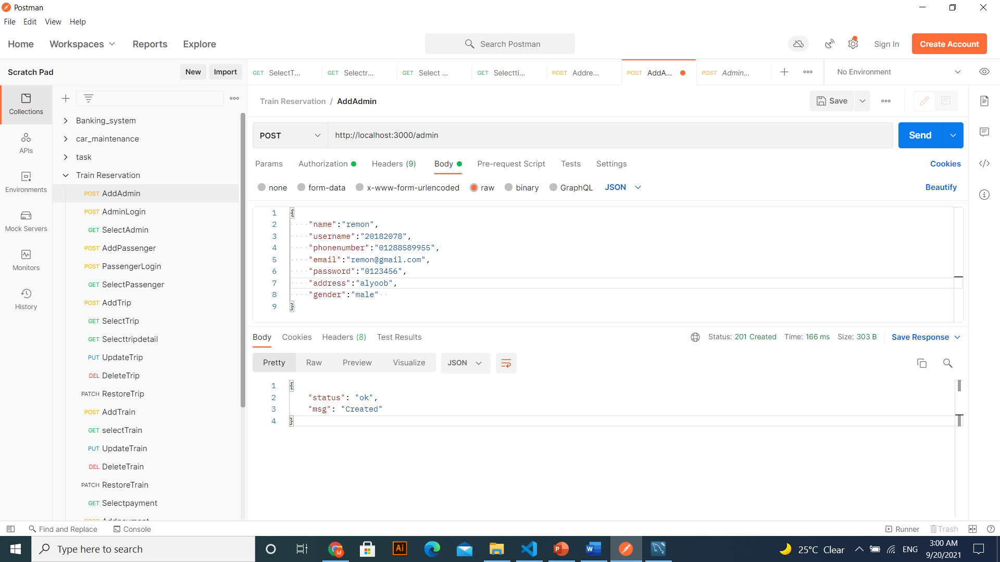 Postman
File Edit View Help
Home Workspaces Reports Explore Search Postman Sign In Create Account
Scratch Pad New Import
GET SelectT... GET Selectr... GET Select ... GET Selectti... POST Addre... POST AddA... POST Admin... No Environment
Collections
APIs
Environments
Mock Servers
Monitors
History
Banking_system
car_maintenance
task
Train Reservation
POST AddAdmin
POST AdminLogin
GET SelectAdmin
POST AddPassenger
POST PassengerLogin
GET SelectPassenger
POST AddTrip
GET SelectTrip
GET Selecttripdetail
PUT UpdateTrip
DEL DeleteTrip
PATCH RestoreTrip
POST AddTrain
GET selectTrain
PUT UpdateTrain
DEL DeleteTrain
PATCH RestoreTrain
GET Selectpayment
POST Addpayment
Train Reservation / AddAdmin Save
POST http://localhost:3000/admin Send
Params Authorization Headers (9) Body Pre-request Script Tests Settings Cookies
none form-data x-www-form-urlencoded raw binary GraphQL JSON Beautify
1 {
2 "name":"remon",
3 "username":"20182078",
4 "phonenumber":"01288589955",
5 "email":"remon@gmail.com",
6 "password":"0123456",
7 "address":"alyoob",
8 "gender":"male"
9 }
Body Cookies Headers (8) Test Results Status: 201 Created Time: 166 ms Size: 303 B Save Response
Pretty Raw Preview Visualize JSON
1 {
2 "status": "ok",
3 "msg": "Created"
4 }
Find and Replace Console Runner Trash
Type here to search 25°C Clear ENG 3:00 AM
9/20/2021